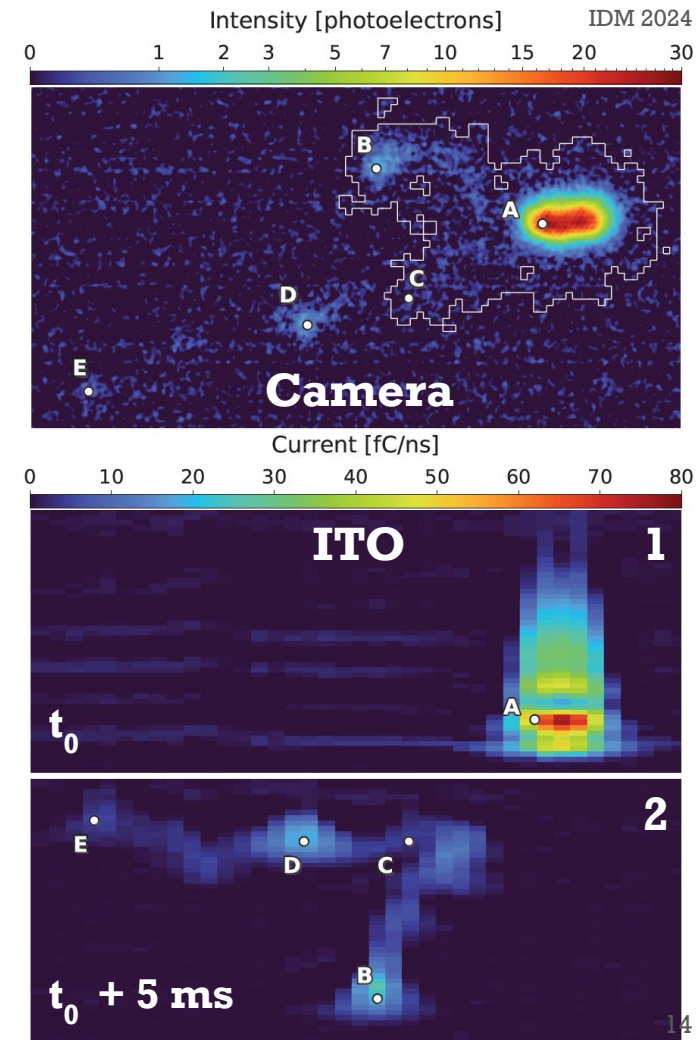 Intensity [photoelectrons]
IDM 2024
0 1 2 3 5 7 10 15 20 30
B
A
C
D
E
Camera
Current [fC/ns]
0 10 20 30 40 50 60 70 80
ITO 1
A
t0
2
E
D C
B
t0 + 5 ms
14